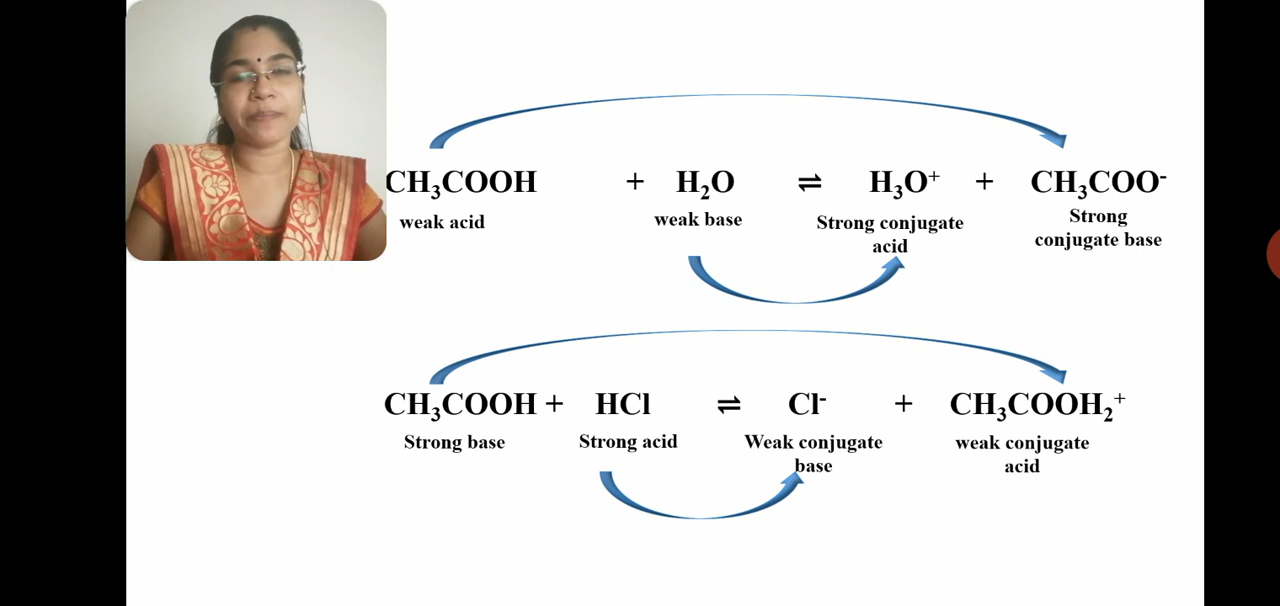 CH₃COOH + H₂O ⇌ H₃O⁺ + CH₃COO⁻
weak acid weak base Strong conjugate acid Strong conjugate base
CH₃COOH + HCl ⇌ Cl⁻ + CH₃COOH₂⁺
Strong base Strong acid Weak conjugate base weak conjugate acid